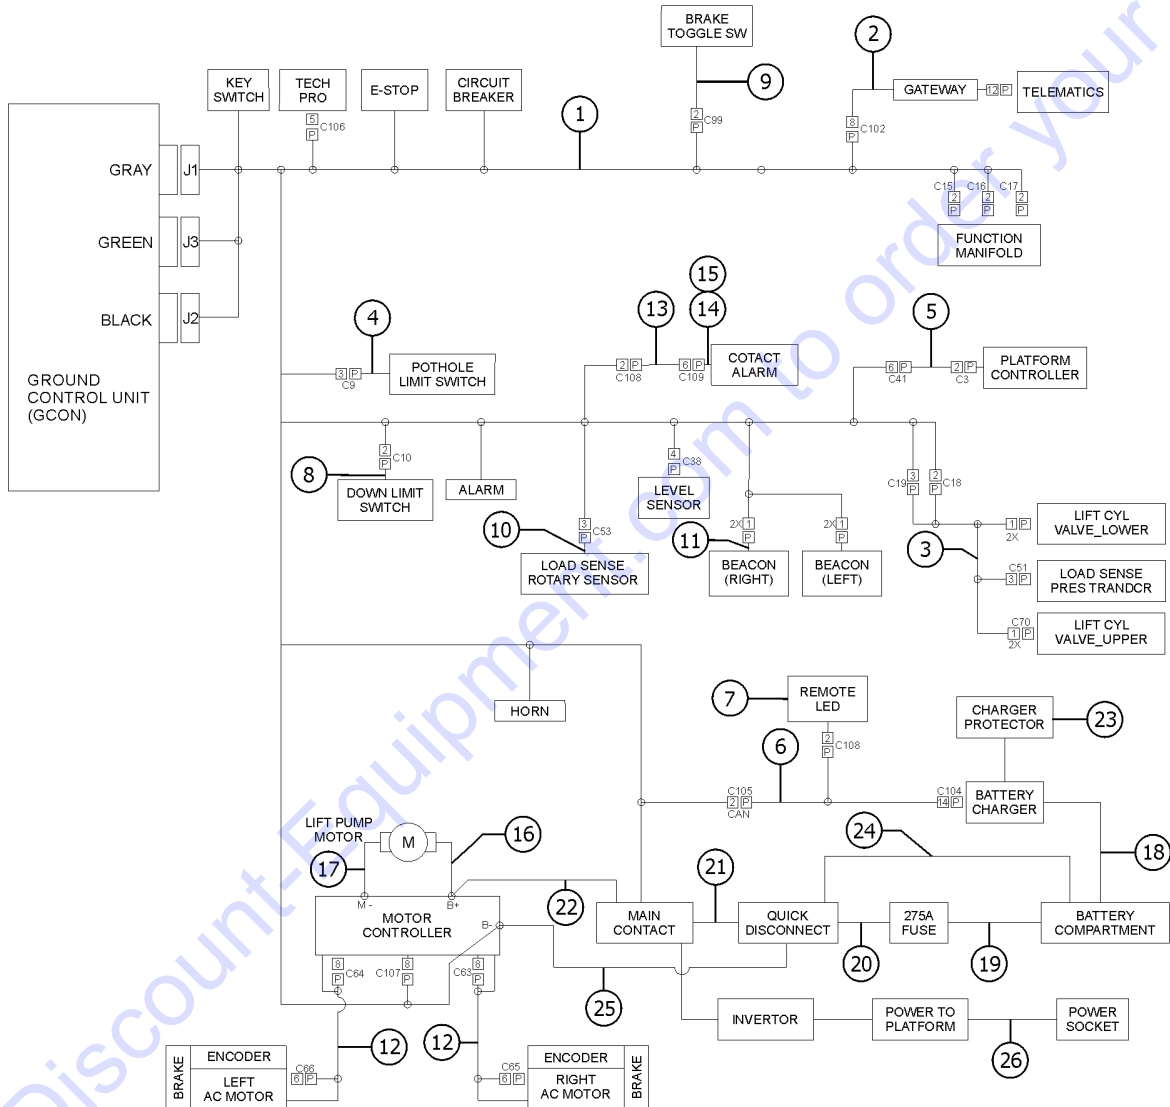 BRAKE
TOGGLE SW
2
KEY
SWITCH
TECH
PRO
E-STOP
CIRCUIT
BREAKER
9
GATEWAY
12 P
TELEMATICS
5
P
C106
1
2
P
C99
8
P
C102
GRAY
J1
GREEN
J3
BLACK
J2
GROUND
CONTROL UNIT
(GCON)
C15
2
P
C16
2
P
C17
2
P
FUNCTION
MANIFOLD
4
3 P
C9
POTHOLE
LIMIT SWITCH
13
15
14
2 P
C108
6 P
C109
COTACT
ALARM
5
6 P
C41
2 P
C3
PLATFORM
CONTROLLER
8
2
P
C10
DOWN LIMIT
SWITCH
ALARM
4
P
C38
LEVEL
SENSOR
10
3
P
C53
LOAD SENSE
ROTARY SENSOR
11
2X 1
P
BEACON
(RIGHT)
2X 1
P
BEACON
(LEFT)
C19
3
P
2
P
C18
3
1 P
2X
LIFT CYL
VALVE_LOWER
C51
3 P
LOAD SENSE
PRES TRANDCR
C70
1 P
2X
LIFT CYL
VALVE_UPPER
HORN
7
REMOTE
LED
2
P
C108
6
CHARGER
PROTECTOR
23
C105
2 P
CAN
C104
14 P
BATTERY
CHARGER
LIFT PUMP
MOTOR
M
17
16
24
18
M -
B+
22
21
MOTOR
CONTROLLER
B-
MAIN
CONTACT
QUICK
DISCONNECT
275A
FUSE
BATTERY
COMPARTMENT
20
19
8
P
C64
C107
8
P
C63
8
P
25
INVERTOR
POWER TO
PLATFORM
POWER
SOCKET
26
12
12
BRAKE
ENCODER
LEFT
AC MOTOR
C66
6 P
C65
6 P
ENCODER
RIGHT
AC MOTOR
BRAKE
Discount-Equipment.com to order your